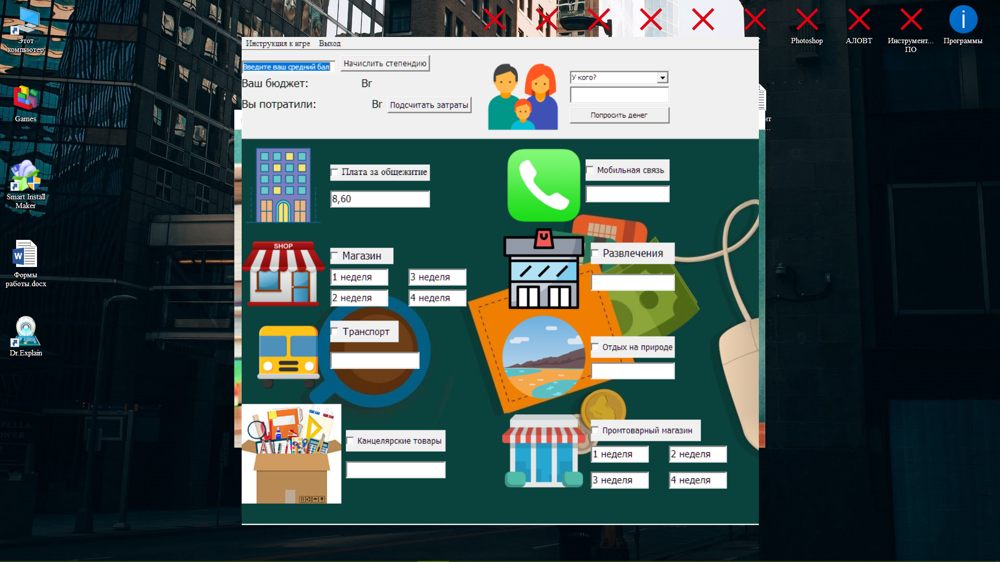 Этот
компьютер
Games
Smart Install
Maker
Формы
работы.docx
Dr.Explain
Photoshop
АЛОВТ
Инструмент...
ПО
Программы
Инструкция к игре Выход
Введите ваш средний бал
Начислить степендию
Ваш бюджет: Br
Вы потратили: Br
Подсчитать затраты
У кого?
Попросить денег
Плата за общежитие
8,60
Мобильная связь
SHOP
Магазин
1 неделя 3 неделя
2 неделя 4 неделя
Развлечения
Транспорт
Отдых на природе
Канцелярские товары
Промтоварный магазин
1 неделя 2 неделя
3 неделя 4 неделя